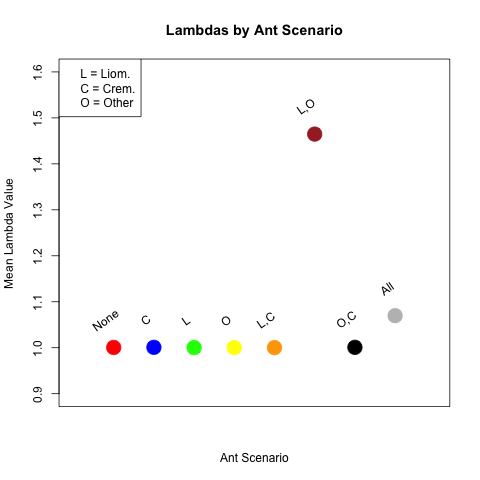 Lambdas by Ant Scenario
L = Liom.
C = Crem.
O = Other
Mean Lambda Value
1.6
1.5
1.4
1.3
1.2
1.1
1.0
0.9
None
C
L
O
L,C
L,O
O,C
All
Ant Scenario